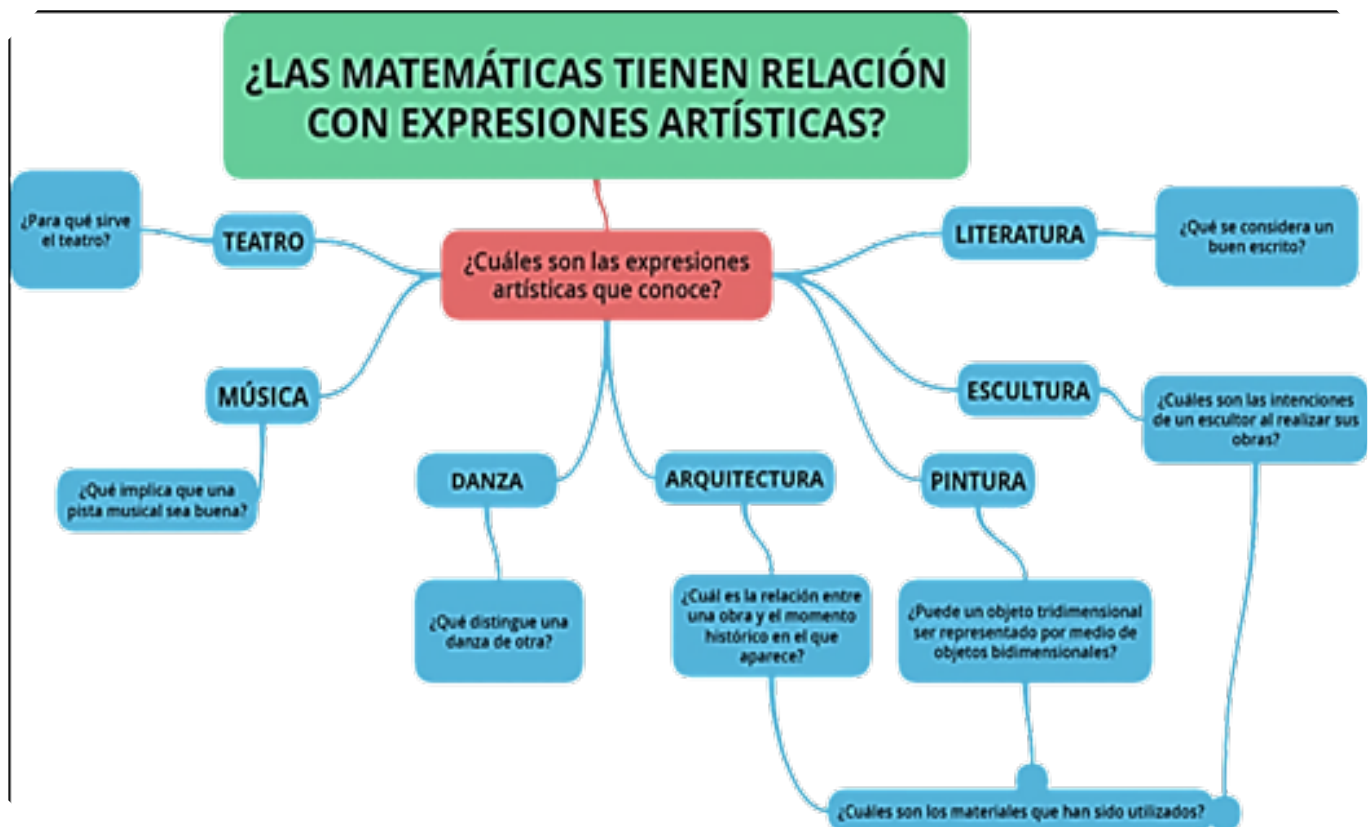 ¿LAS MATEMÁTICAS TIENEN RELACIÓN
CON EXPRESIONES ARTÍSTICAS?
¿Cuáles son las expresiones
artísticas que conoce?
TEATRO
¿Para qué sirve
el teatro?
LITERATURA
¿Qué se considera un
buen escrito?
MÚSICA
¿Qué implica que una
pista musical sea buena?
ESCULTURA
¿Cuáles son las intenciones
de un escultor al realizar sus
obras?
DANZA
¿Qué distingue una
danza de otra?
ARQUITECTURA
¿Cuál es la relación entre
una obra y el momento
histórico en el que
aparece?
PINTURA
¿Puede un objeto tridimensional
ser representado por medio de
objetos bidimensionales?
¿Cuáles son los materiales que han sido utilizados?